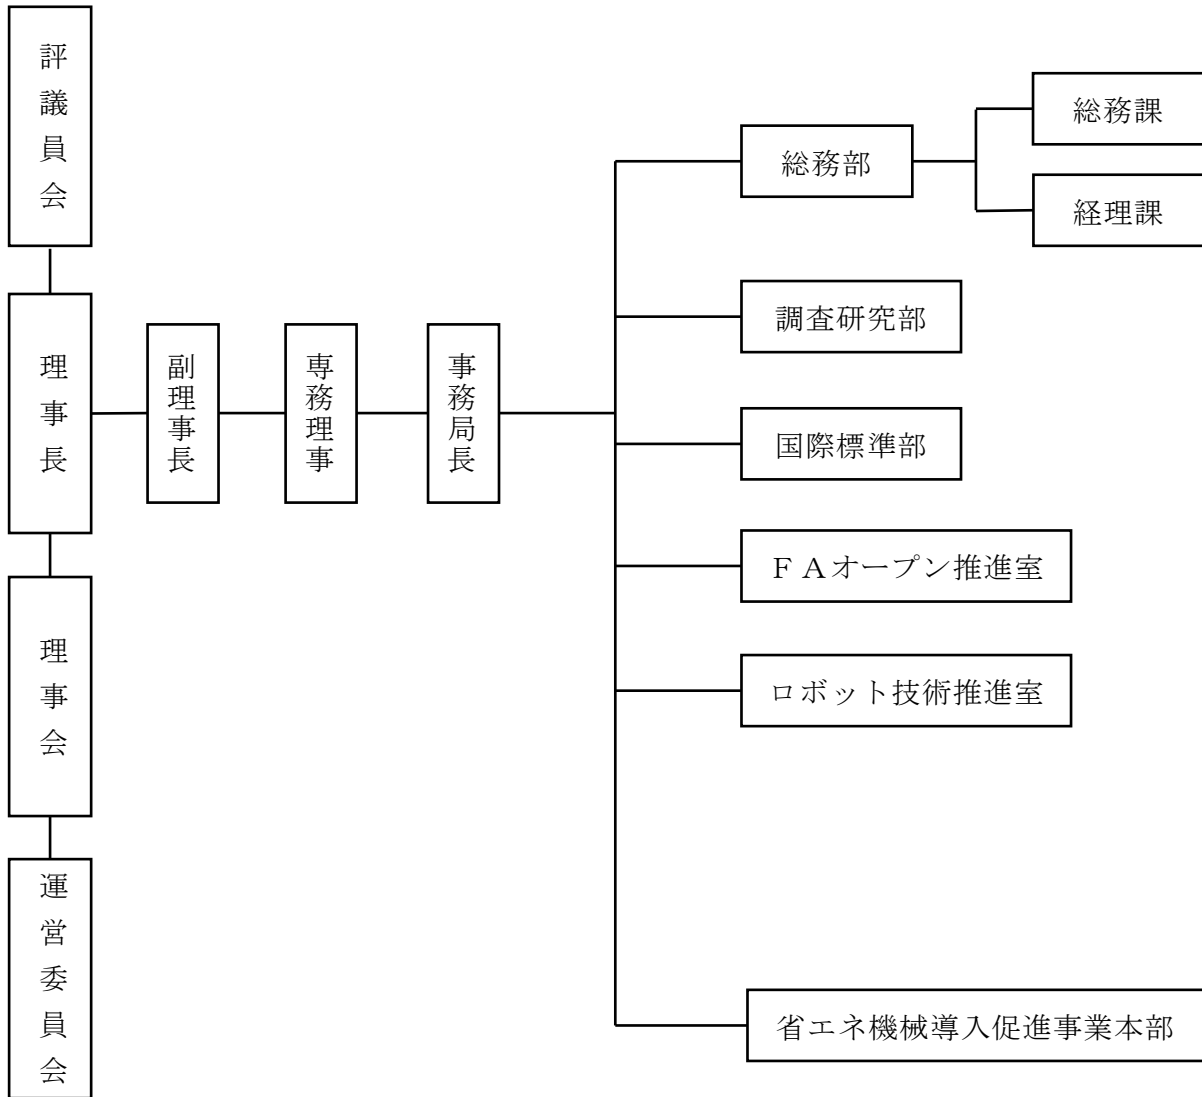 評議員会
理事長
理事会
運営委員会
副理事長
専務理事
事務局長
総務部
総務課
経理課
調査研究部
国際標準部
ＦＡオープン推進室
ロボット技術推進室
省エネ機械導入促進事業本部